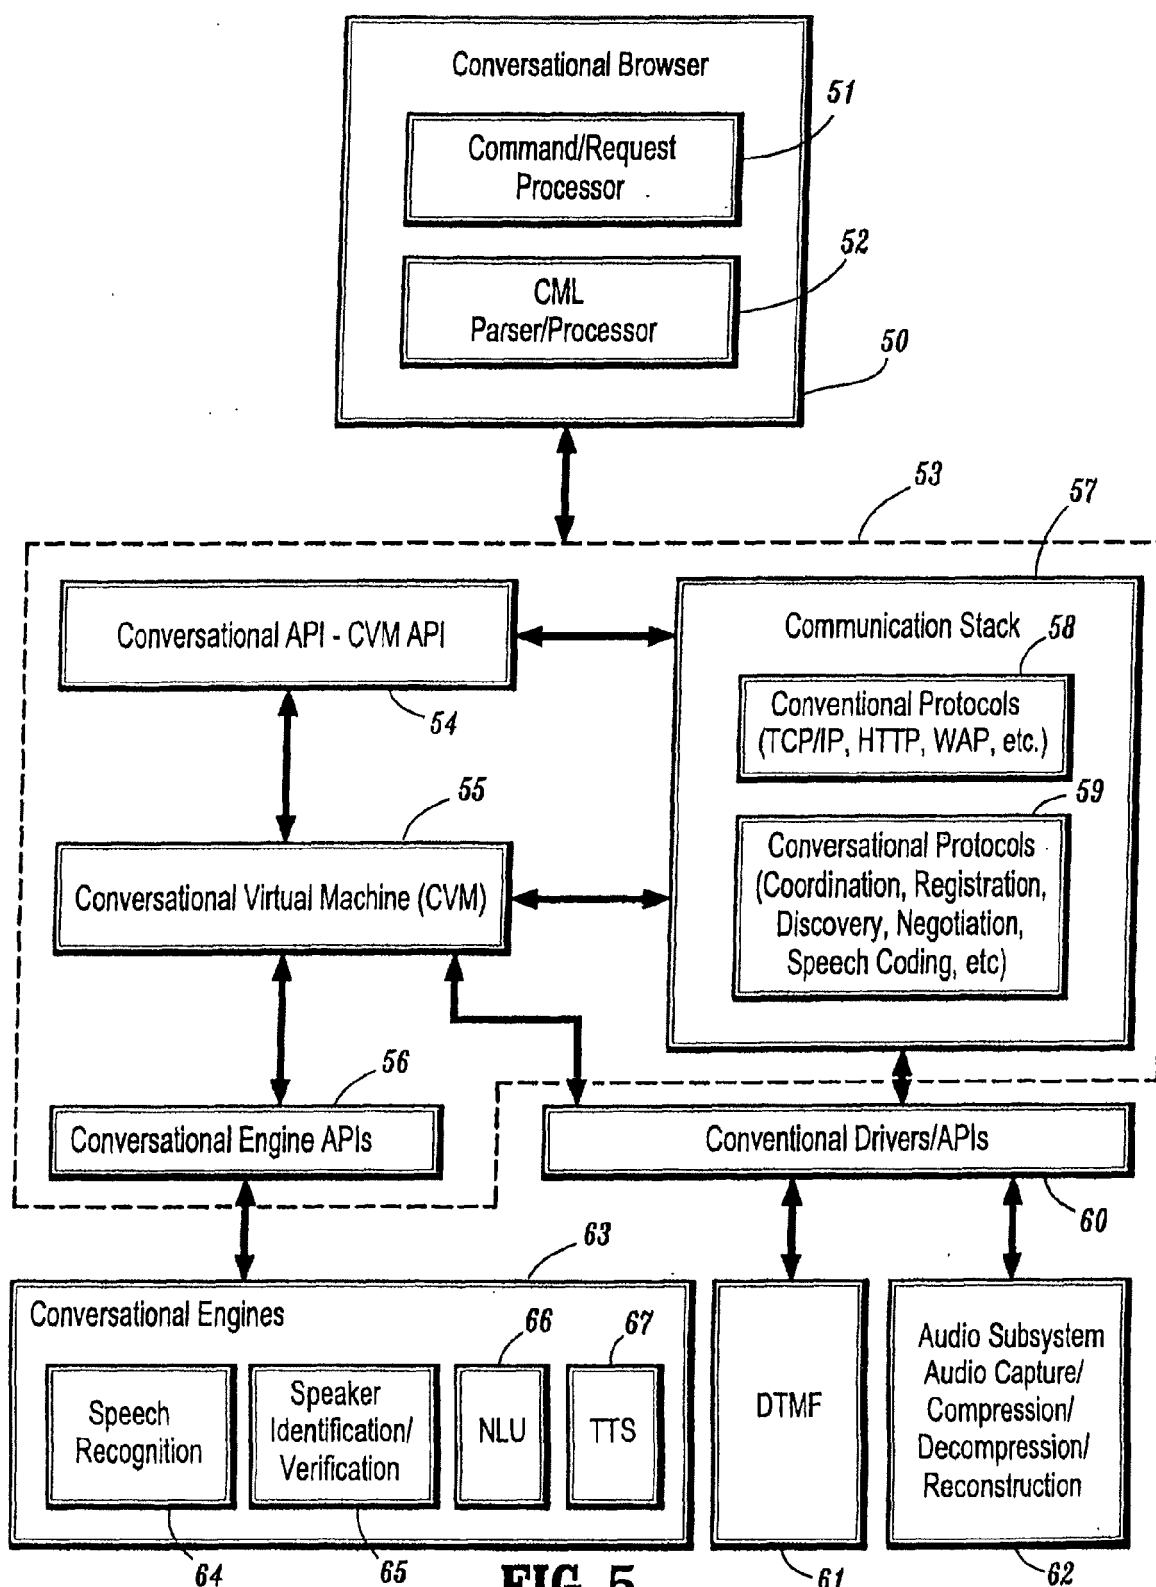 Conversational Browser
51
Command/Request
Processor
52
CML
Parser/Processor
50
53
57
Conversational API - CVM API
54
Communication Stack
58
Conventional Protocols
(TCP/IP, HTTP, WAP, etc.)
55
59
Conversational Virtual Machine (CVM)
Conversational Protocols
(Coordination, Registration,
Discovery, Negotiation,
Speech Coding, etc)
56
Conversational Engine APIs
Conventional Drivers/APIs
60
63
Conversational Engines
66
67
Speech
Recognition
Speaker
Identification/
Verification
NLU
TTS
DTMF
Audio Subsystem
Audio Capture/
Compression/
Decompression/
Reconstruction
64
65
FIG. 5
61
62